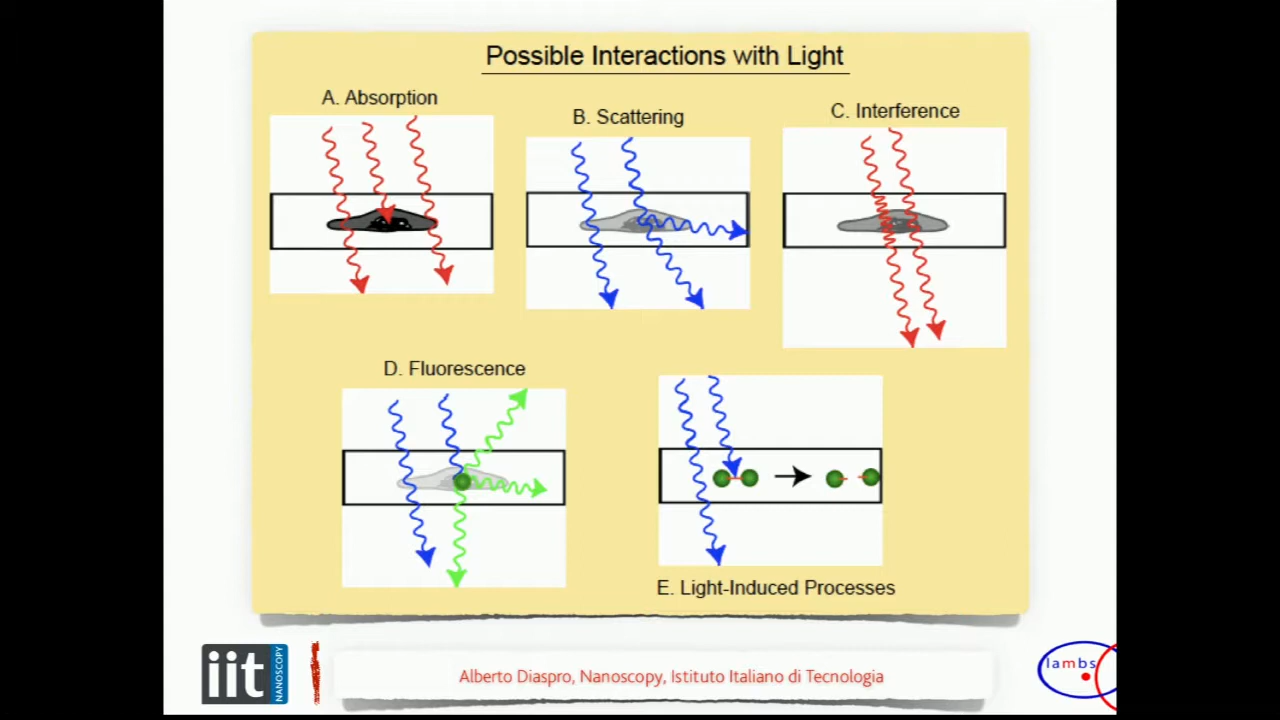 Possible Interactions with Light
A. Absorption
B. Scattering
C. Interference
D. Fluorescence
E. Light-Induced Processes
iit
NANOSCOPY
Alberto Diaspro, Nanoscopy, Istituto Italiano di Tecnologia
lambs